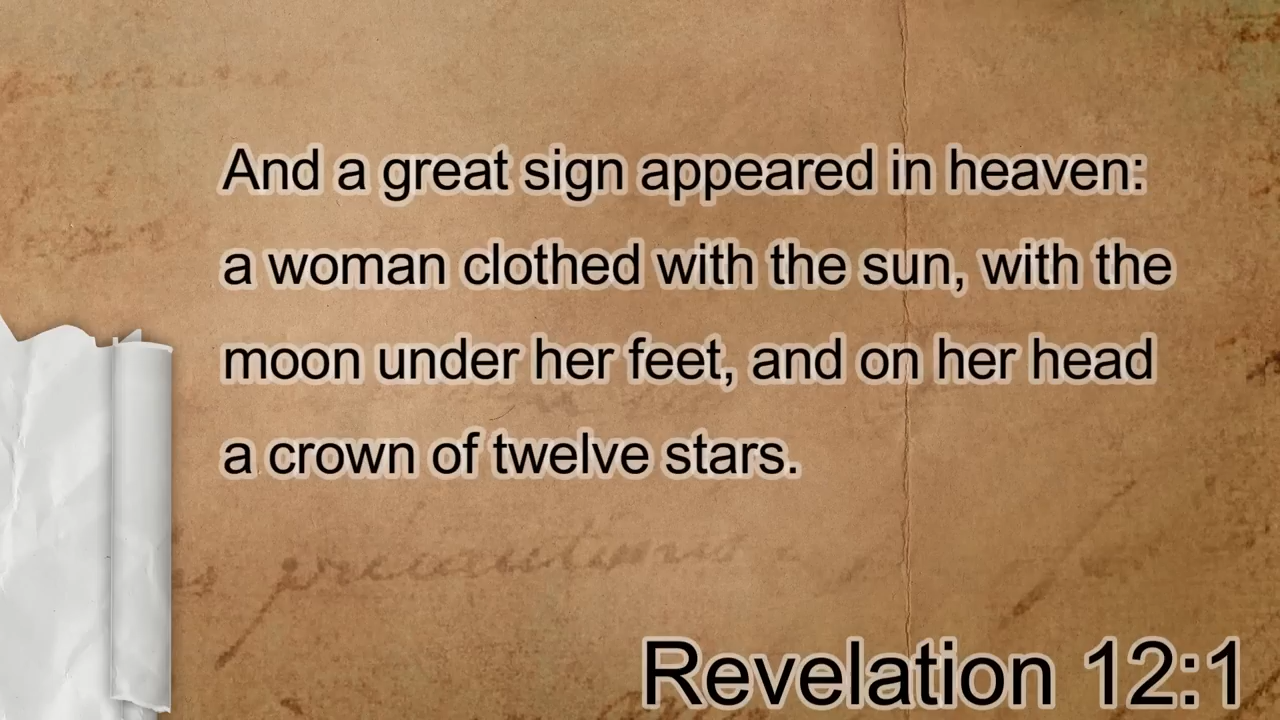 And a great sign appeared in heaven:
a woman clothed with the sun, with the
moon under her feet, and on her head
a crown of twelve stars.
Revelation 12:1